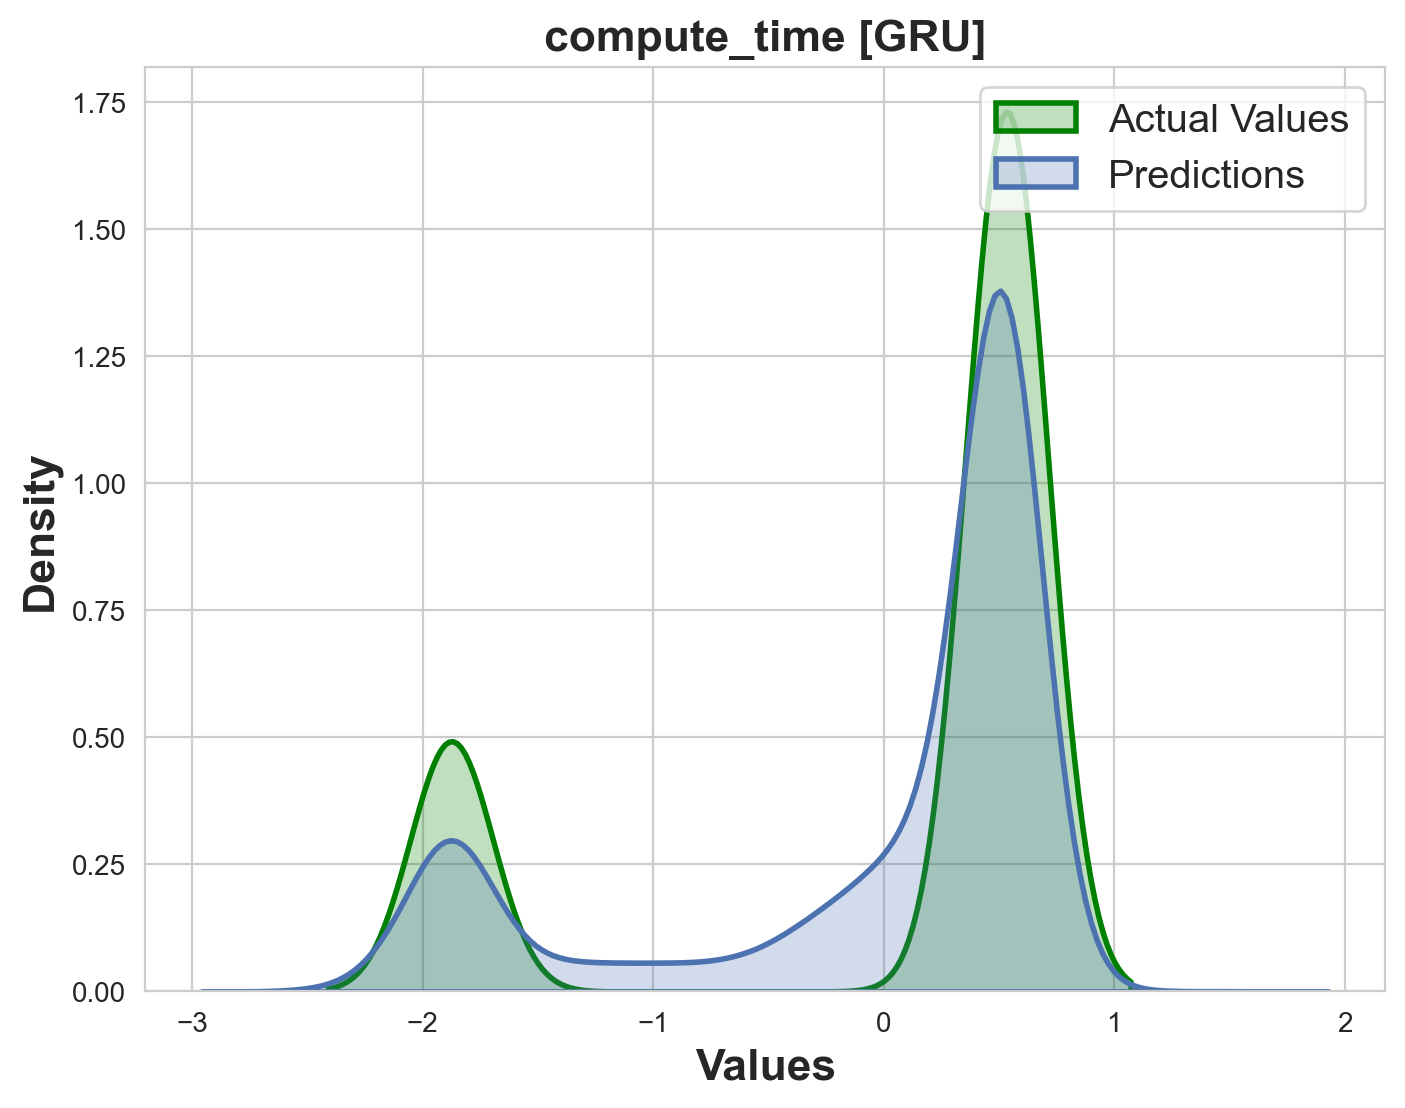 compute_time [GRU]
Actual Values
Predictions
Density
1.75
1.50
1.25
1.00
0.75
0.50
0.25
0.00
−3 −2 −1 0 1 2
Values